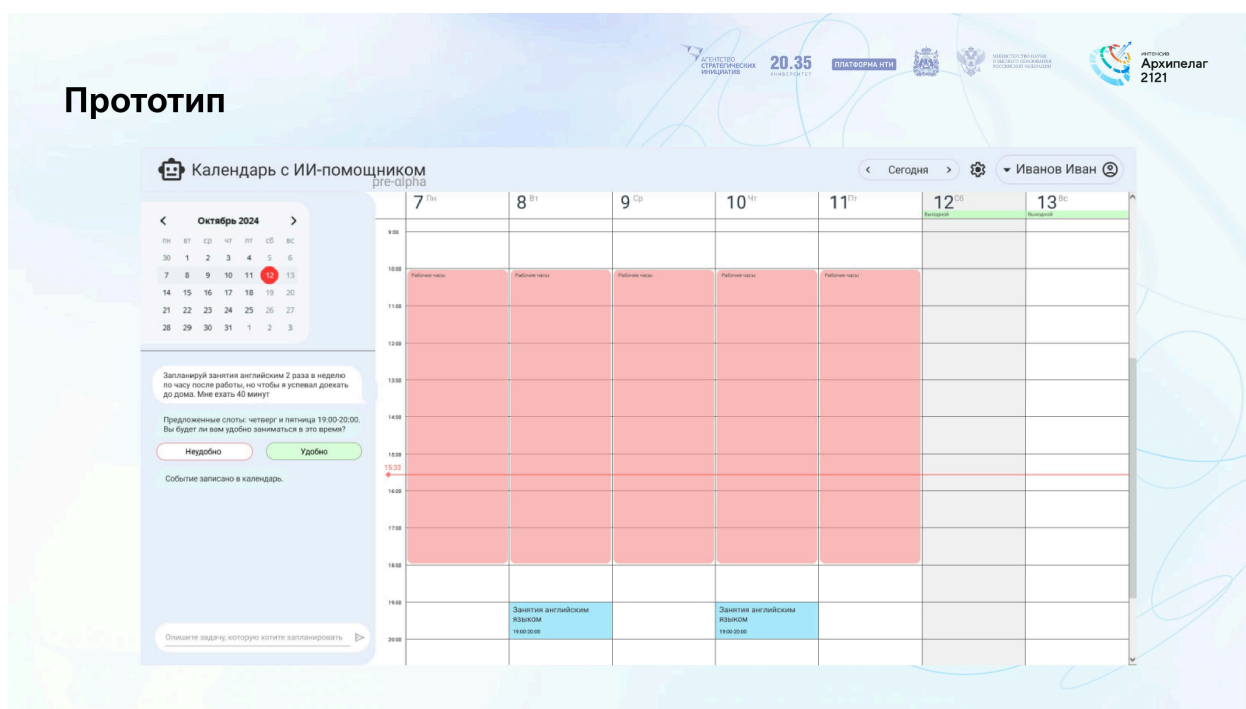 АГЕНТСТВО
СТРАТЕГИЧЕСКИХ
ИНИЦИАТИВ
20.35
УНИВЕРСИТЕТ
ПЛАТФОРМА НТИ
МИНИСТЕРСТВО НАУКИ
И ВЫСШЕГО ОБРАЗОВАНИЯ
РОССИЙСКОЙ ФЕДЕРАЦИИ
ИНТЕНСИВ
Архипелаг
2121
Прототип
Календарь с ИИ-помощником
pre-alpha
Сегодня
Иванов Иван
Октябрь 2024
пн вт ср чт пт сб вс
30 1 2 3 4 5 6
7 8 9 10 11 12 13
14 15 16 17 18 19 20
21 22 23 24 25 26 27
28 29 30 31 1 2 3
Запланируй занятия английским 2 раза в неделю
по часу после работы, но чтобы я успевал доехать
до дома. Мне ехать 40 минут
Предложенные слоты: четверг и пятница 19:00-20:00.
Вы будет ли вам удобно заниматься в это время?
Неудобно Удобно
Событие записано в календарь.
Опишите задачу, которую хотите запланировать
7 Пн 8 Вт 9 Ср 10 Чт 11 Пт 12 Сб 13 Вс
Выходной Выходной
9:00
10:00
Рабочие часы Рабочие часы Рабочие часы Рабочие часы Рабочие часы
11:00
12:00
13:00
14:00
15:00
15:33
16:00
17:00
18:00
19:00
Занятия английским
языком
19:00-20:00
Занятия английским
языком
19:00-20:00
20:00